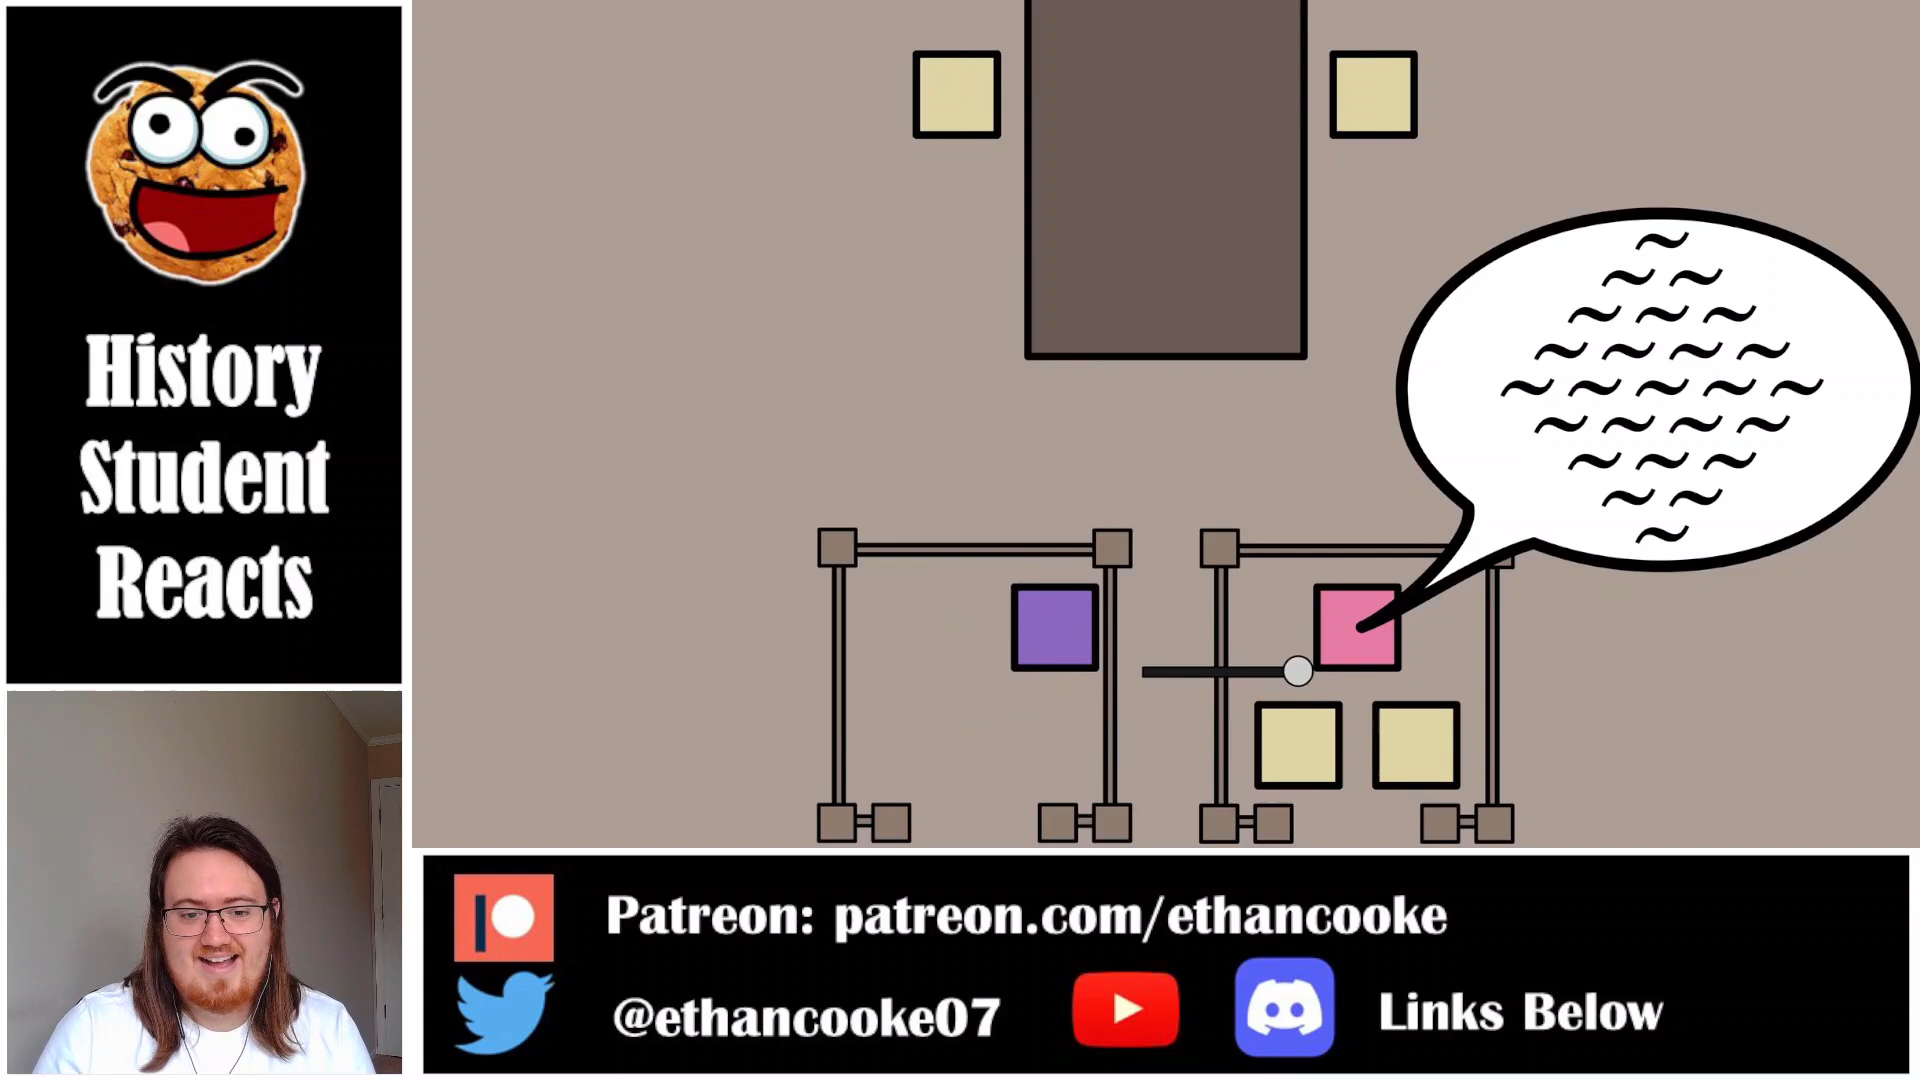 History
Student
Reacts
Patreon: patreon.com/ethancooke
@ethancooke07
Links Below